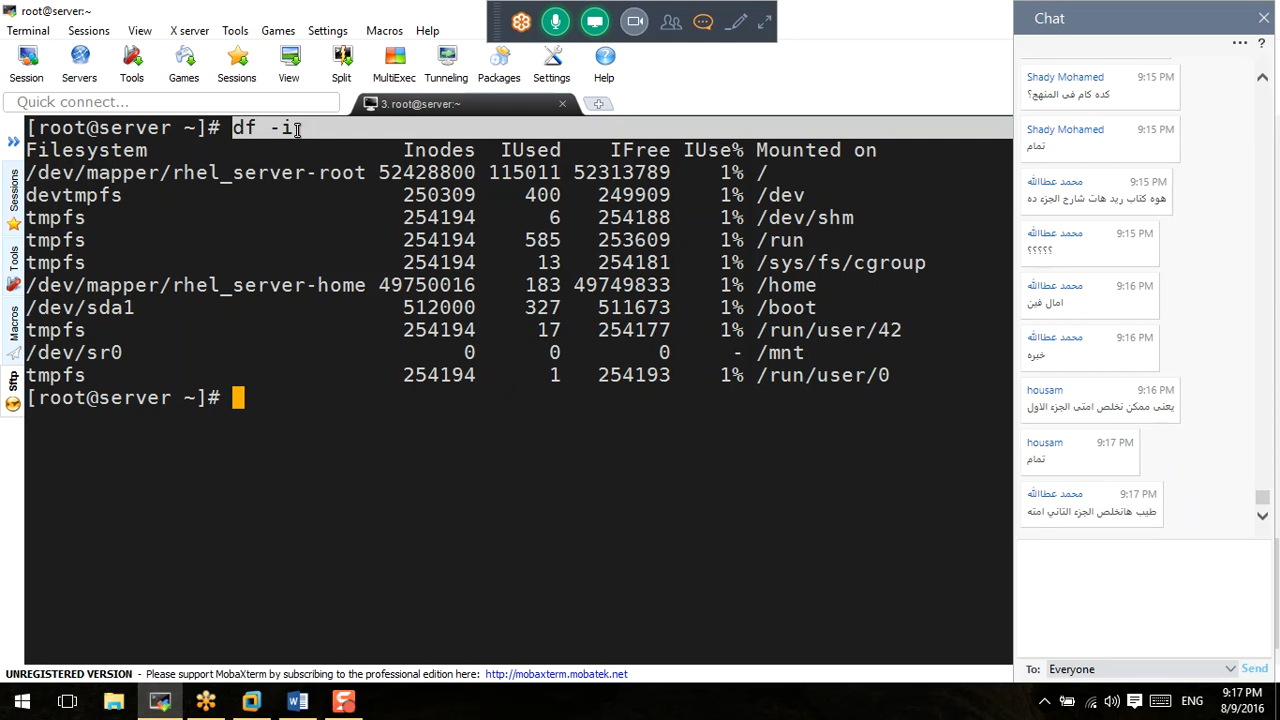 root@server:~
Terminal Sessions View X server Tools Games Settings Macros Help
Session Servers Tools Games Sessions View Split MultiExec Tunneling Packages Settings Help
Quick connect...
3. root@server:~
Sessions
Tools
Macros
Sftp
[root@server ~]# df -i
Filesystem Inodes IUsed IFree IUse% Mounted on
/dev/mapper/rhel_server-root 52428800 115011 52313789 1% /
devtmpfs 250309 400 249909 1% /dev
tmpfs 254194 6 254188 1% /dev/shm
tmpfs 254194 585 253609 1% /run
tmpfs 254194 13 254181 1% /sys/fs/cgroup
/dev/mapper/rhel_server-home 49750016 183 49749833 1% /home
/dev/sda1 512000 327 511673 1% /boot
tmpfs 254194 17 254177 1% /run/user/42
/dev/sr0 0 0 0 - /mnt
tmpfs 254194 1 254193 1% /run/user/0
[root@server ~]#
UNREGISTERED VERSION - Please support MobaXterm by subscribing to the professional edition here: http://mobaxterm.mobatek.net
Chat
Shady Mohamed 9:15 PM
كده كام فى المنهج؟
Shady Mohamed 9:15 PM
تمام
محمد عطاالله 9:15 PM
هوه كتاب ريد هات شارح الجزء ده
محمد عطاالله 9:15 PM
؟؟؟؟؟
محمد عطاالله 9:16 PM
امال فين
محمد عطاالله 9:16 PM
خبره
housam 9:16 PM
يعنى ممكن نخلص امتى الجزء الاول
housam 9:17 PM
تمام
محمد عطاالله 9:17 PM
طيب هانخلص الجزء التاني امته
To: Everyone Send
ENG
9:17 PM
8/9/2016